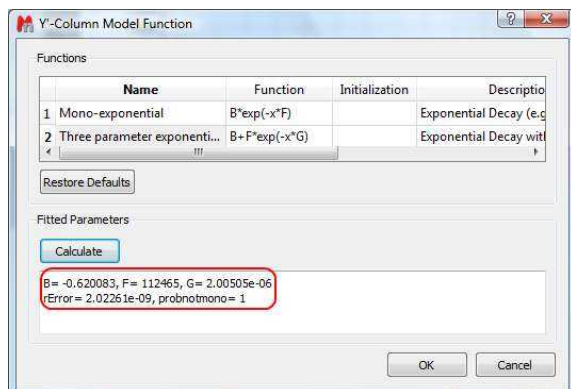 Y'-Column Model Function
Functions
Name Function Initialization Descriptio
1 Mono-exponential B*exp(-x*F) Exponential Decay (e.g
2 Three parameter exponenti... B+F*exp(-x*G) Exponential Decay witl
Restore Defaults
Fitted Parameters
Calculate
B= -0.620083, F= 112465, G= 2.00505e-06
rError= 2.02261e-09, probnotmono= 1
OK Cancel